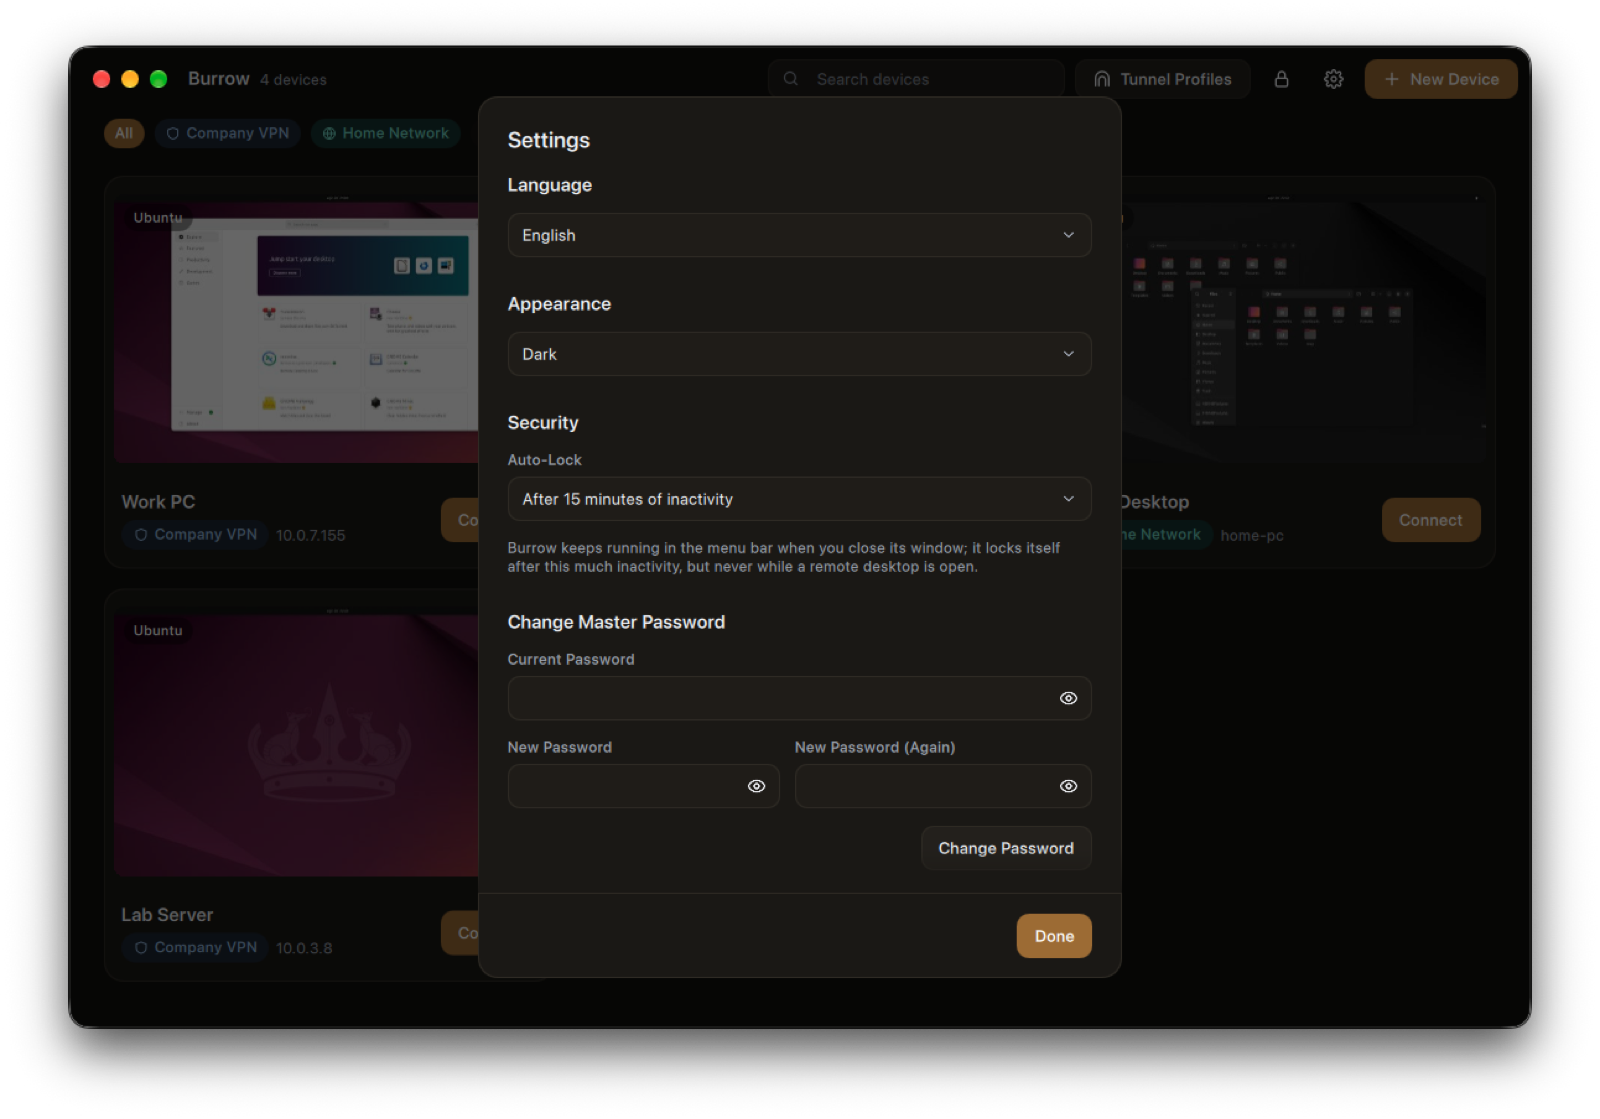 Burrow 4 devices
Search devices
Tunnel Profiles
New Device
All
Company VPN
Home Network
Ubuntu
Work PC
Company VPN 10.0.7.155
Ubuntu
Lab Server
Company VPN 10.0.3.8
Settings
Language
English
Appearance
Dark
Security
Auto-Lock
After 15 minutes of inactivity
Burrow keeps running in the menu bar when you close its window; it locks itself
after this much inactivity, but never while a remote desktop is open.
Change Master Password
Current Password
New Password
New Password (Again)
Change Password
Done
Desktop
Network home-pc
Connect